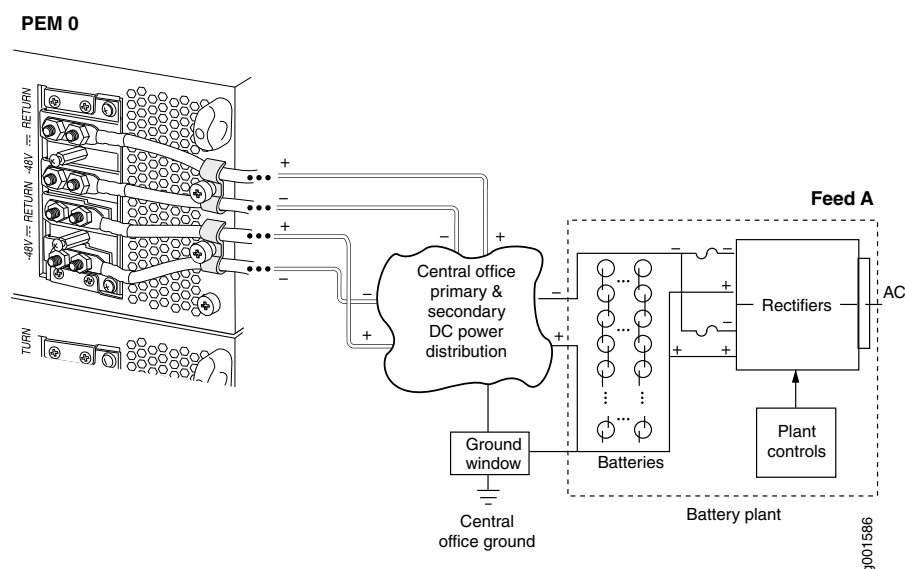 PEM 0
-48V ⎓ RETURN
-48V ⎓ RETURN
TURN
+
–
+
–
–
+
–
+
Central office
primary &
secondary
DC power
distribution
–
+
Feed A
–
–
+
–
+
+
Rectifiers
AC
Batteries
Plant
controls
Ground
window
Central
office ground
Battery plant
g001586